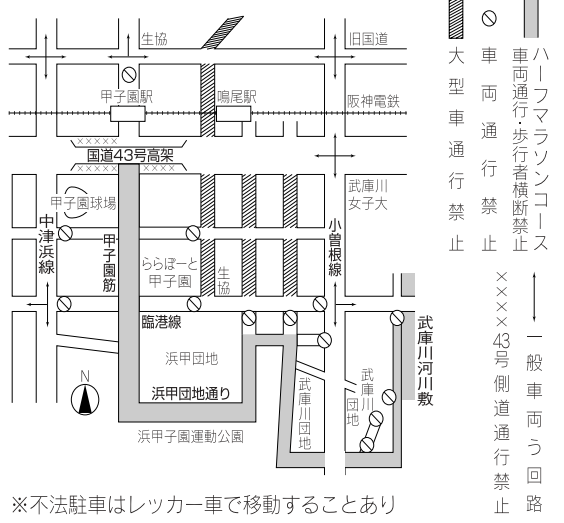 生協
旧国道
甲子園駅
鳴尾駅
阪神電鉄
××××× ××××
国道43号高架
×××× ××××
甲子園球場
武庫川
女子大
中津浜線
甲子園筋
ららぽーと
甲子園
生協
小曽根線
臨港線
浜甲団地
浜甲団地通り
武庫川団地
武庫川
団地
武庫川河川敷
N
浜甲子園運動公園
※不法駐車はレッカー車で移動することあり
ハーフマラソンコース
車両通行・歩行者横断禁止
車両通行禁止
大型車通行禁止
一般車両う回路
××××43号側道通行禁止